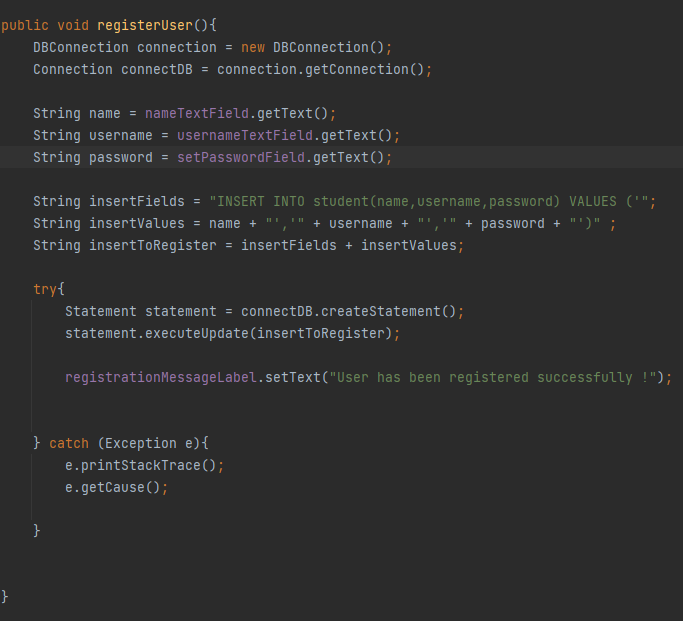 public void registerUser(){
DBConnection connection = new DBConnection();
Connection connectDB = connection.getConnection();
String name = nameTextField.getText();
String username = usernameTextField.getText();
String password = setPasswordField.getText();
String insertFields = "INSERT INTO student(name,username,password) VALUES ('";
String insertValues = name + "','" + username + "','" + password + "')" ;
String insertToRegister = insertFields + insertValues;
try{
Statement statement = connectDB.createStatement();
statement.executeUpdate(insertToRegister);
registrationMessageLabel.setText("User has been registered successfully !");
} catch (Exception e){
e.printStackTrace();
e.getCause();
}
}